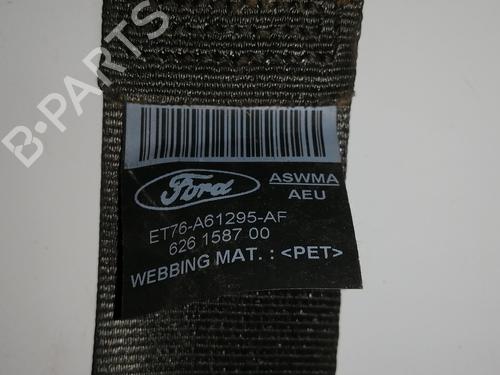 B-PARTS
Ford
ASWMA
AEU
ET76-A61295-AF
626 1587 00
WEBBING MAT. : <PET>